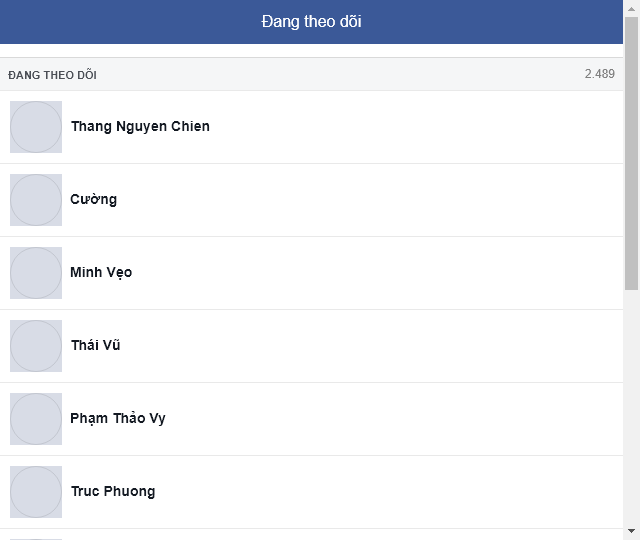 Đang theo dõi
ĐANG THEO DÕI 2.489
Thang Nguyen Chien
Cường
Minh Vẹo
Thái Vũ
Phạm Thảo Vy
Truc Phuong